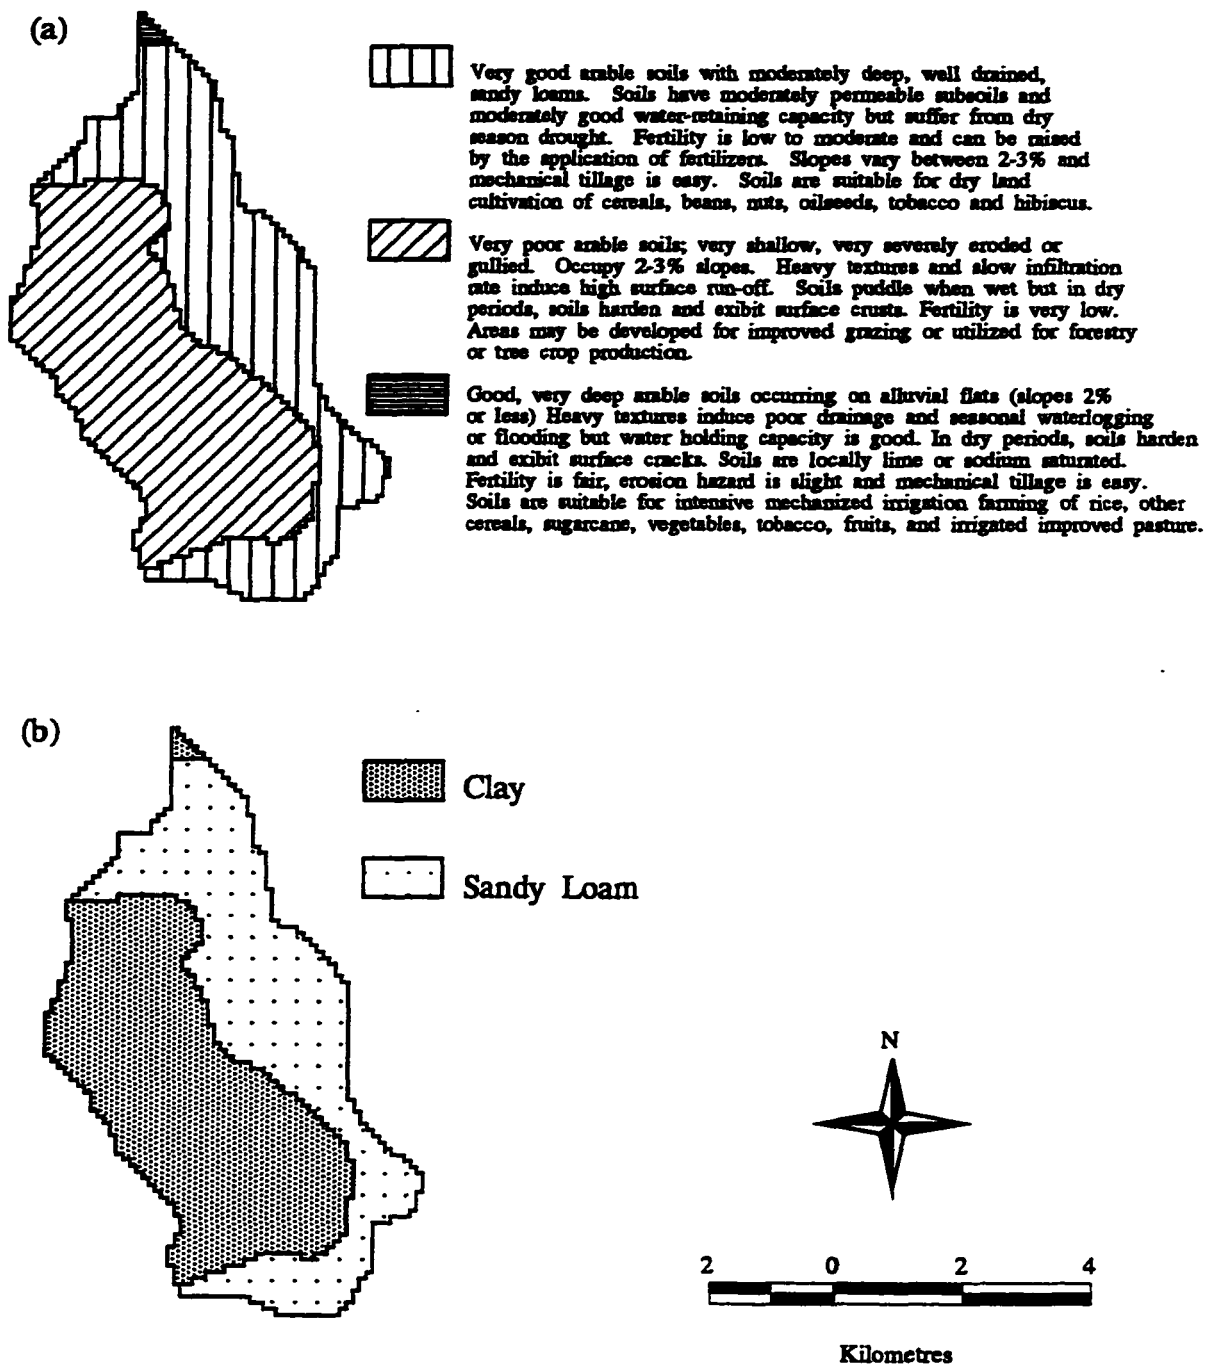 (a)
Very good arable soils with moderately deep, well drained,
sandy loams. Soils have moderately permeable subsoils and
moderately good water-retaining capacity but suffer from dry
season drought. Fertility is low to moderate and can be raised
by the application of fertilizers. Slopes vary between 2-3% and
mechanical tillage is easy. Soils are suitable for dry land
cultivation of cereals, beans, nuts, oilseeds, tobacco and hibiscus.
Very poor arable soils; very shallow, very severely eroded or
gullied. Occupy 2-3% slopes. Heavy textures and slow infiltration
rate induce high surface run-off. Soils puddle when wet but in dry
periods, soils harden and exibit surface crusts. Fertility is very low.
Areas may be developed for improved grazing or utilized for forestry
or tree crop production.
Good, very deep arable soils occurring on alluvial flats (slopes 2%
or less) Heavy textures induce poor drainage and seasonal waterlogging
or flooding but water holding capacity is good. In dry periods, soils harden
and exibit surface cracks. Soils are locally lime or sodium saturated.
Fertility is fair, erosion hazard is slight and mechanical tillage is easy.
Soils are suitable for intensive mechanized irrigation farming of rice, other
cereals, sugarcane, vegetables, tobacco, fruits, and irrigated improved pasture.
(b)
Clay
Sandy Loam
N
2 0 2 4
Kilometres